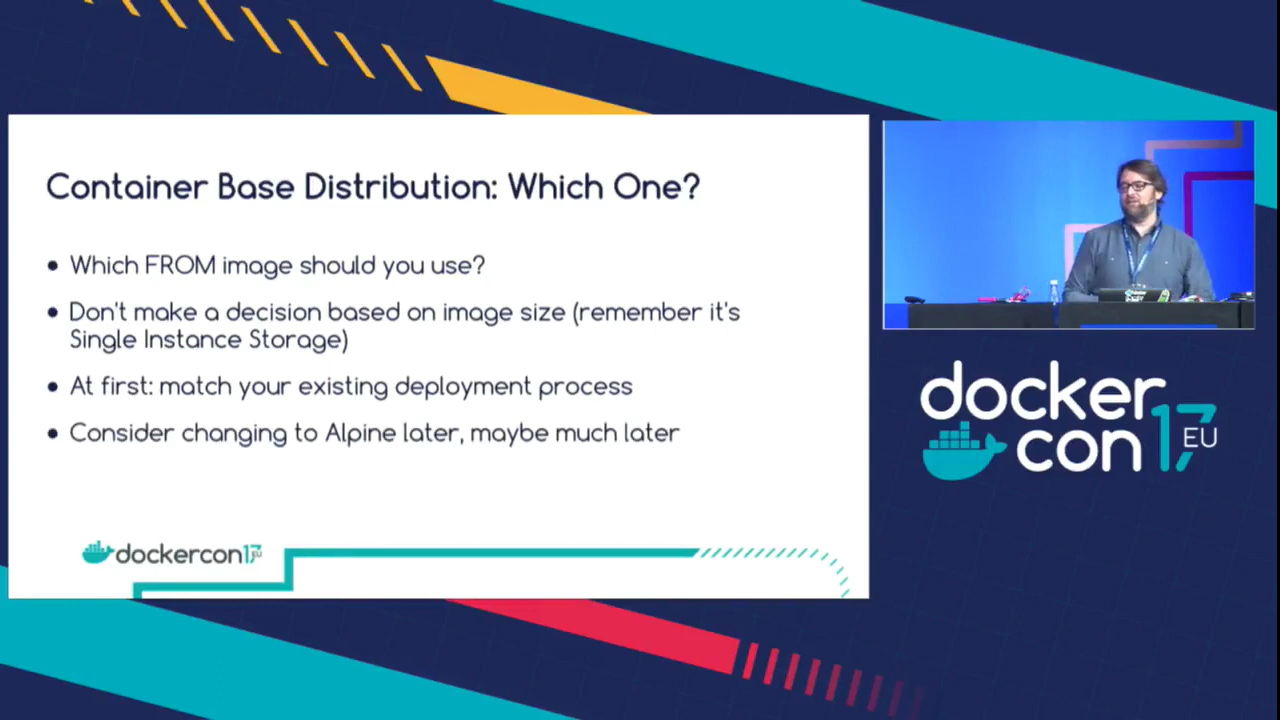 Container Base Distribution: Which One?
• Which FROM image should you use?
• Don't make a decision based on image size (remember it's
Single Instance Storage)
• At first: match your existing deployment process
• Consider changing to Alpine later, maybe much later
dockercon17 EU
docker
con 17 EU